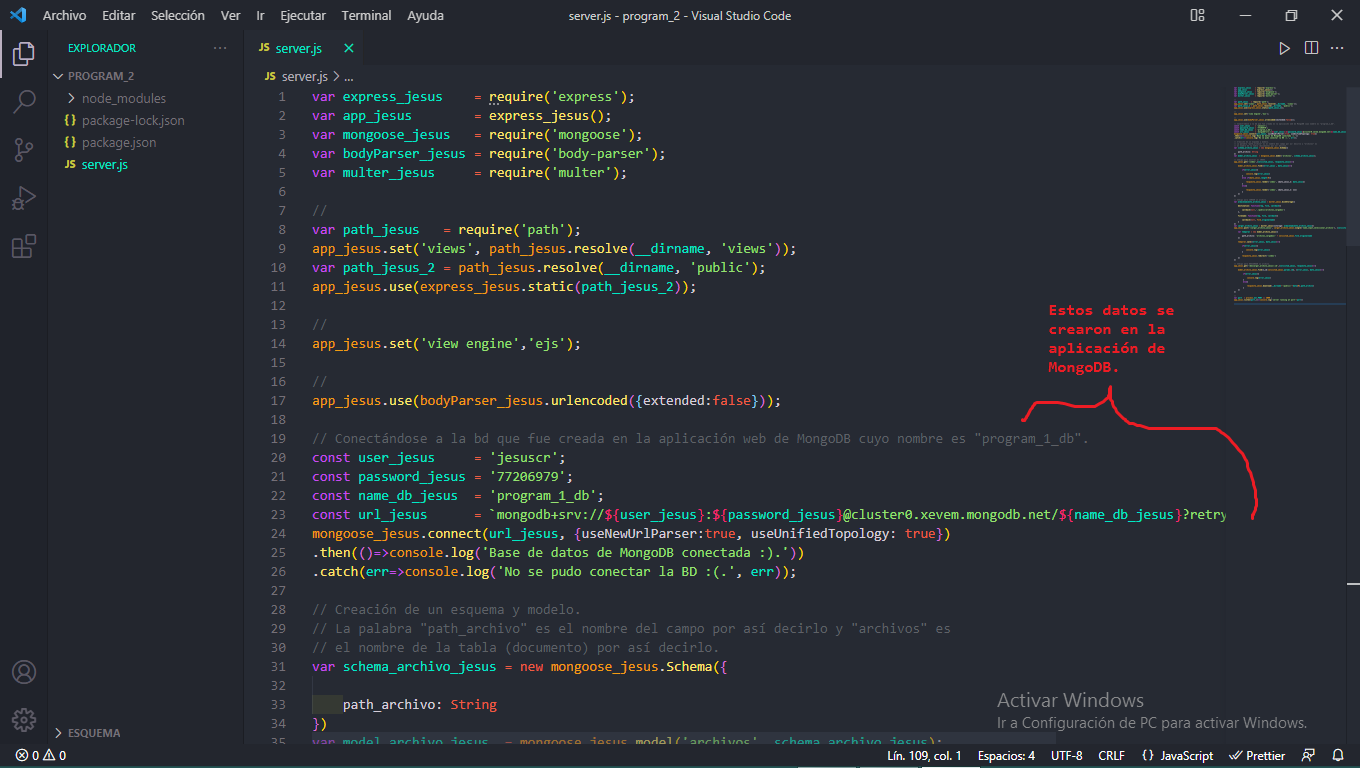 Archivo Editar Selección Ver Ir Ejecutar Terminal Ayuda
server.js - program_2 - Visual Studio Code
EXPLORADOR
PROGRAM_2
node_modules
{} package-lock.json
{} package.json
JS server.js
ESQUEMA
JS server.js
JS server.js > ...
1 var express_jesus    = require('express');
2 var app_jesus        = express_jesus();
3 var mongoose_jesus   = require('mongoose');
4 var bodyParser_jesus = require('body-parser');
5 var multer_jesus     = require('multer');
6
7 //
8 var path_jesus   = require('path');
9 app_jesus.set('views', path_jesus.resolve(__dirname, 'views'));
10 var path_jesus_2 = path_jesus.resolve(__dirname, 'public');
11 app_jesus.use(express_jesus.static(path_jesus_2));
12
13 //
14 app_jesus.set('view engine','ejs');
15
16 //
17 app_jesus.use(bodyParser_jesus.urlencoded({extended:false}));
18
19 // Conectándose a la bd que fue creada en la aplicación web de MongoDB cuyo nombre es "program_1_db".
20 const user_jesus     = 'jesuscr';
21 const password_jesus = '77206979';
22 const name_db_jesus  = 'program_1_db';
23 const url_jesus      = `mongodb+srv://${user_jesus}:${password_jesus}@cluster0.xevem.mongodb.net/${name_db_jesus}?retry
24 mongoose_jesus.connect(url_jesus, {useNewUrlParser:true, useUnifiedTopology: true})
25 .then(()=>console.log('Base de datos de MongoDB conectada :).'))
26 .catch(err=>console.log('No se pudo conectar la BD :(.', err));
27
28 // Creación de un esquema y modelo.
29 // La palabra "path_archivo" es el nombre del campo por así decirlo y "archivos" es
30 // el nombre de la tabla (documento) por así decirlo.
31 var schema_archivo_jesus = new mongoose_jesus.Schema({
32
33     path_archivo: String
34 })
35 var model_archivo_jesus  = mongoose_jesus.model('archivos', schema_archivo_jesus);
Estos datos se
crearon en la
aplicación de
MongoDB.
Activar Windows
Ir a Configuración de PC para activar Windows.
0 0
Lín. 109, col. 1 Espacios: 4 UTF-8 CRLF {} JavaScript Prettier